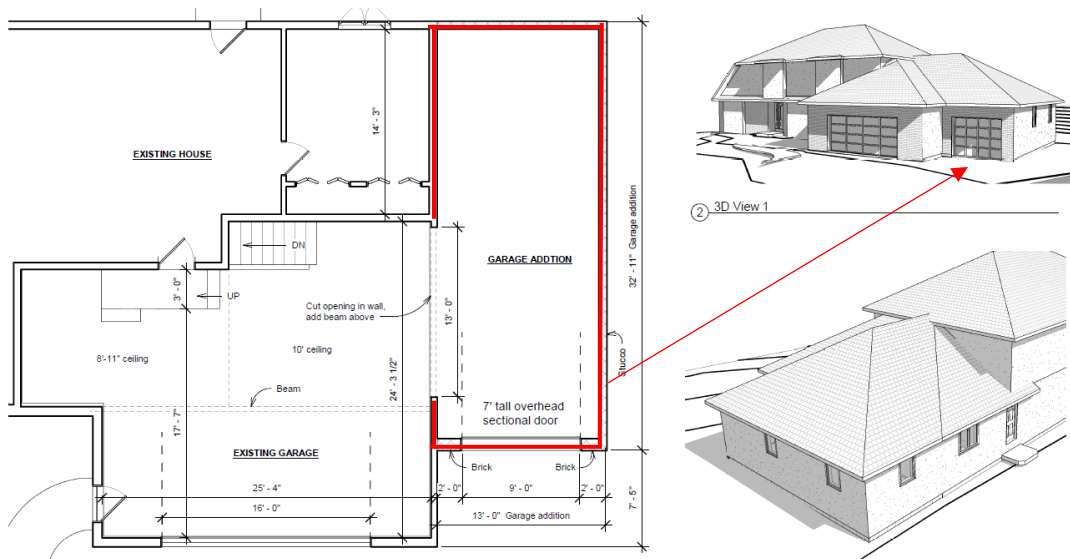 EXISTING HOUSE
14' - 3"
DN
UP
3' - 0"
Cut opening in wall,
add beam above
8'-11" ceiling
10' ceiling
Beam
17' - 7"
24' - 3 1/2"
13' - 0"
GARAGE ADDTION
32' - 11" Garage addition
Stucco
7' tall overhead
sectional door
EXISTING GARAGE
Brick
Brick
25' - 4"
2' - 0"
9' - 0"
2' - 0"
16' - 0"
13' - 0" Garage addition
7' - 5"
2
3D View 1